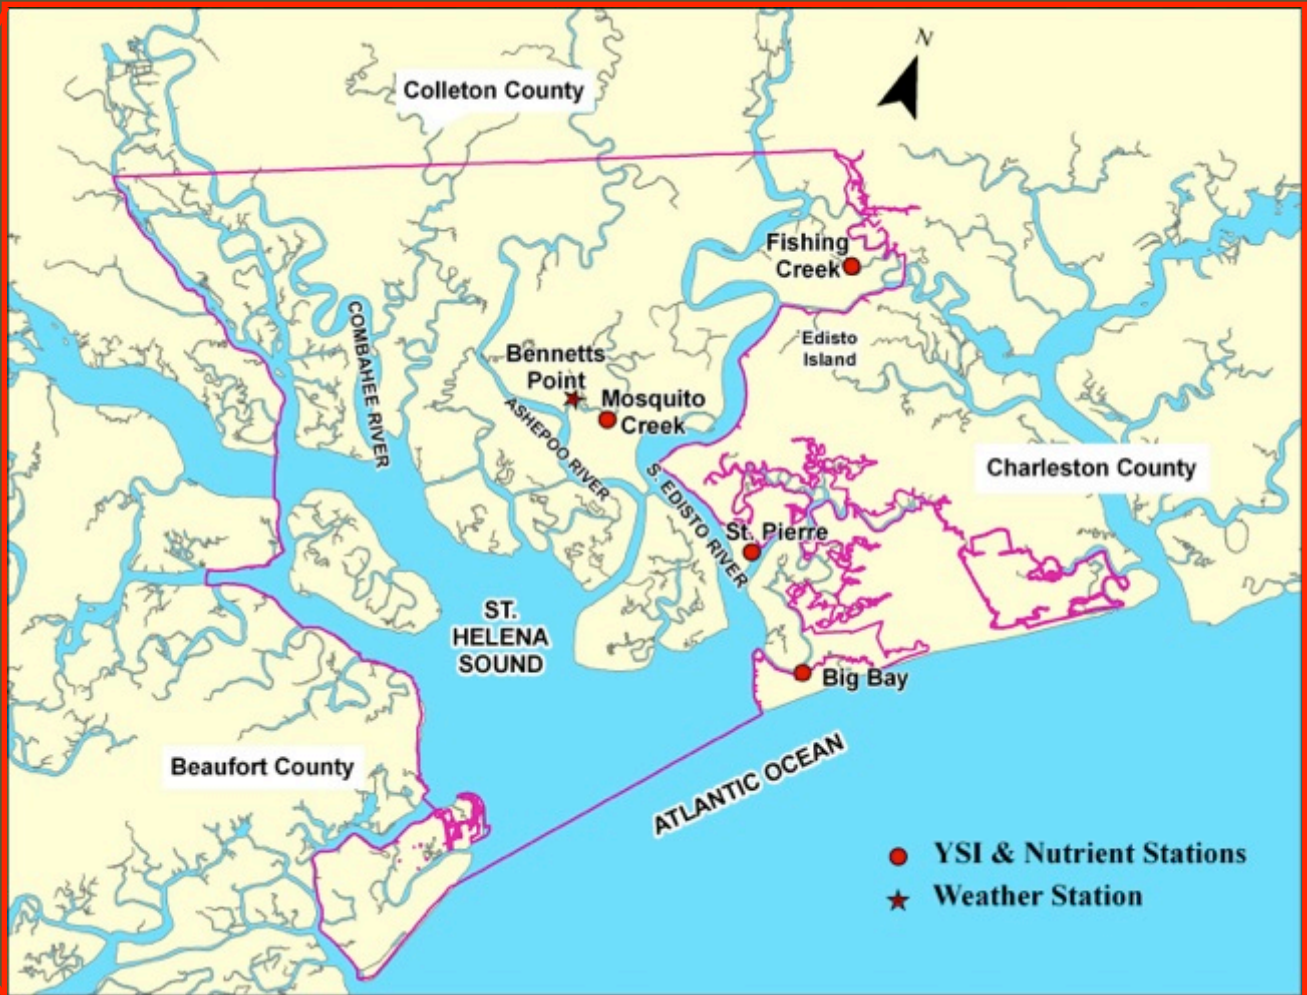 N
Colleton County
Fishing
Creek
COMBAHEE RIVER
Edisto
Island
Bennetts
Point
Mosquito
Creek
ASHEPOO RIVER
Charleston County
S. EDISTO RIVER
St. Pierre
ST.
HELENA
SOUND
Big Bay
Beaufort County
ATLANTIC OCEAN
YSI & Nutrient Stations
Weather Station